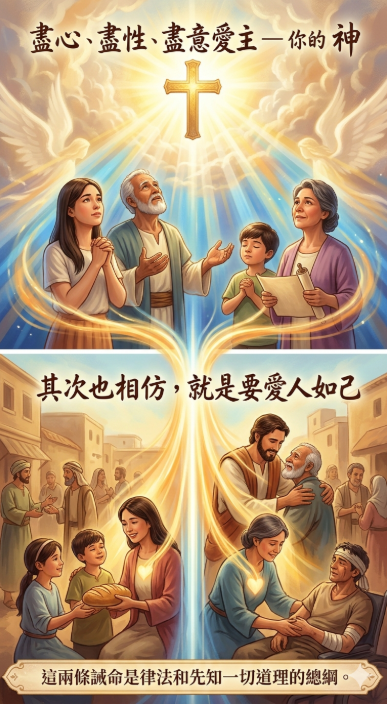 盡心、盡性、盡意愛主—你的 神
其次也相仿，就是要愛人如己
這兩條誡命是律法和先知一切道理的總綱。